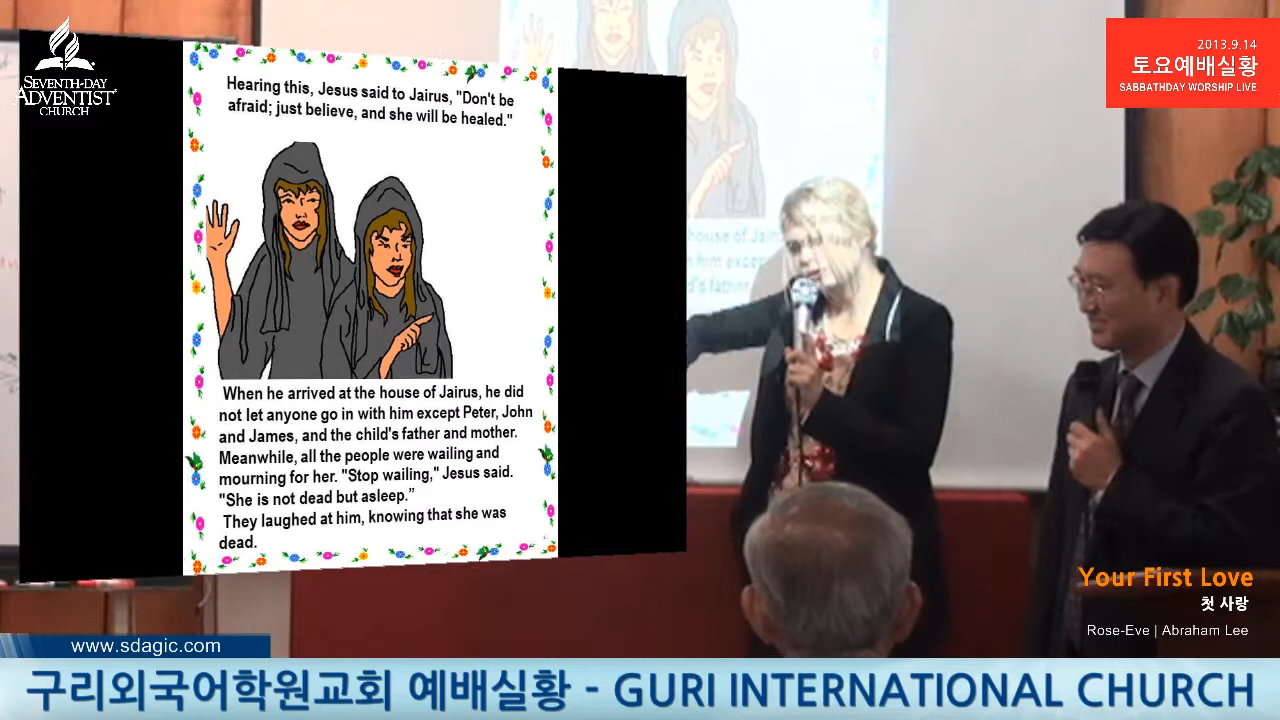 SEVENTH-DAY
ADVENTIST
CHURCH
2013.9.14
토요예배실황
SABBATHDAY WORSHIP LIVE
Hearing this, Jesus said to Jairus, "Don't be
afraid; just believe, and she will be healed."
When he arrived at the house of Jairus, he did
not let anyone go in with him except Peter, John
and James, and the child's father and mother.
Meanwhile, all the people were wailing and
mourning for her. "Stop wailing," Jesus said.
"She is not dead but asleep.”
They laughed at him, knowing that she was
dead.
house of Jair
him excep
d's father
Your First Love
첫 사랑
Rose-Eve | Abraham Lee
www.sdagic.com
구리외국어학원교회 예배실황 - GURI INTERNATIONAL CHURCH